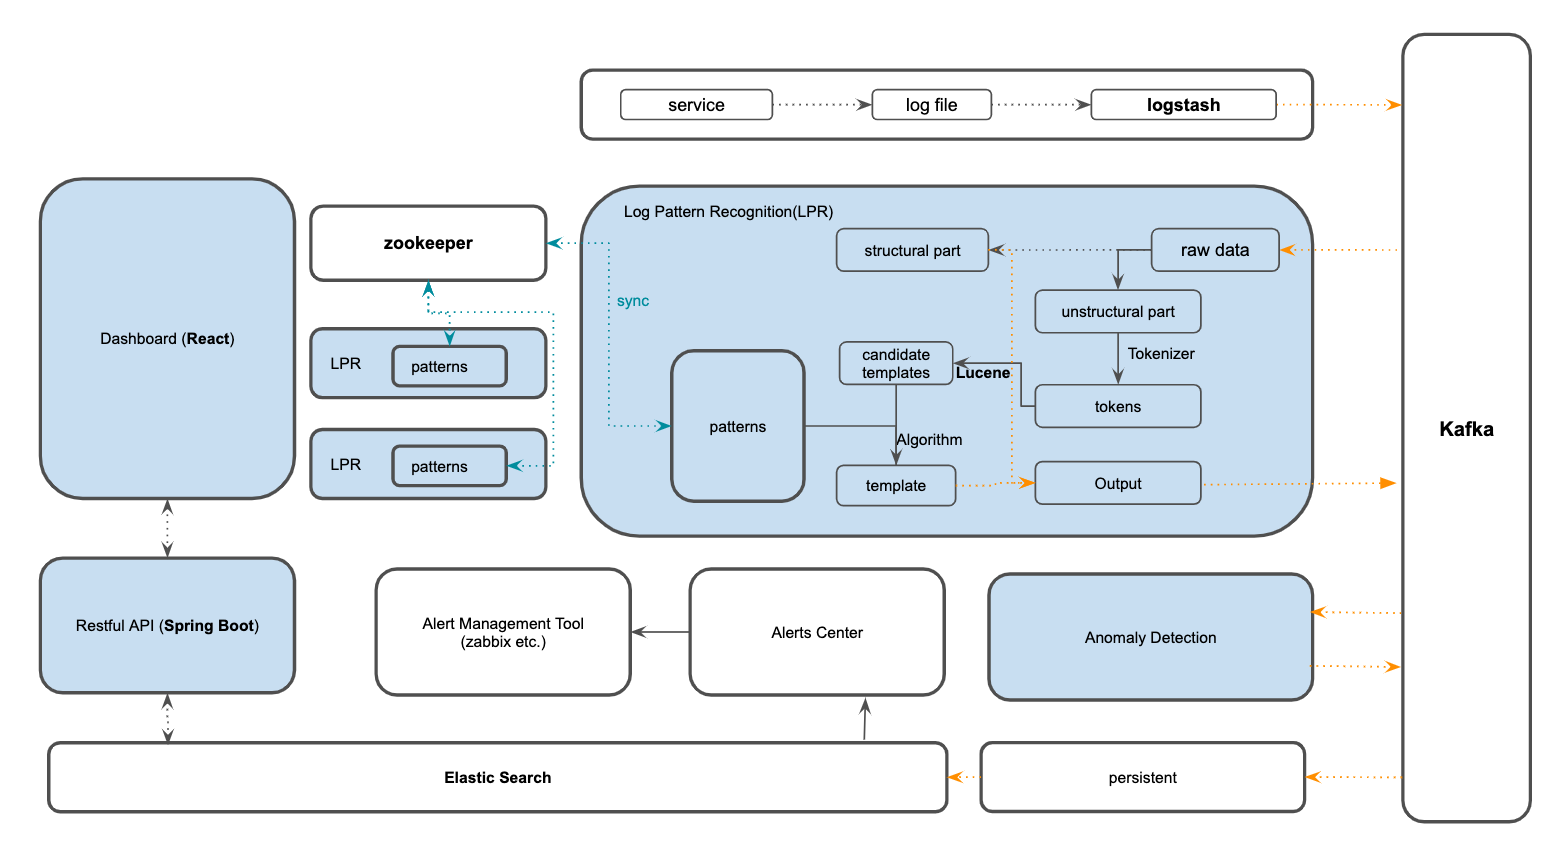 service
log file
logstash
Kafka
Log Pattern Recognition(LPR)
structural part
raw data
zookeeper
sync
unstructural part
Dashboard (React)
LPR
patterns
candidate
templates
Tokenizer
Lucene
tokens
patterns
Algorithm
LPR
patterns
template
Output
Restful API (Spring Boot)
Alert Management Tool
(zabbix etc.)
Alerts Center
Anomaly Detection
Elastic Search
persistent